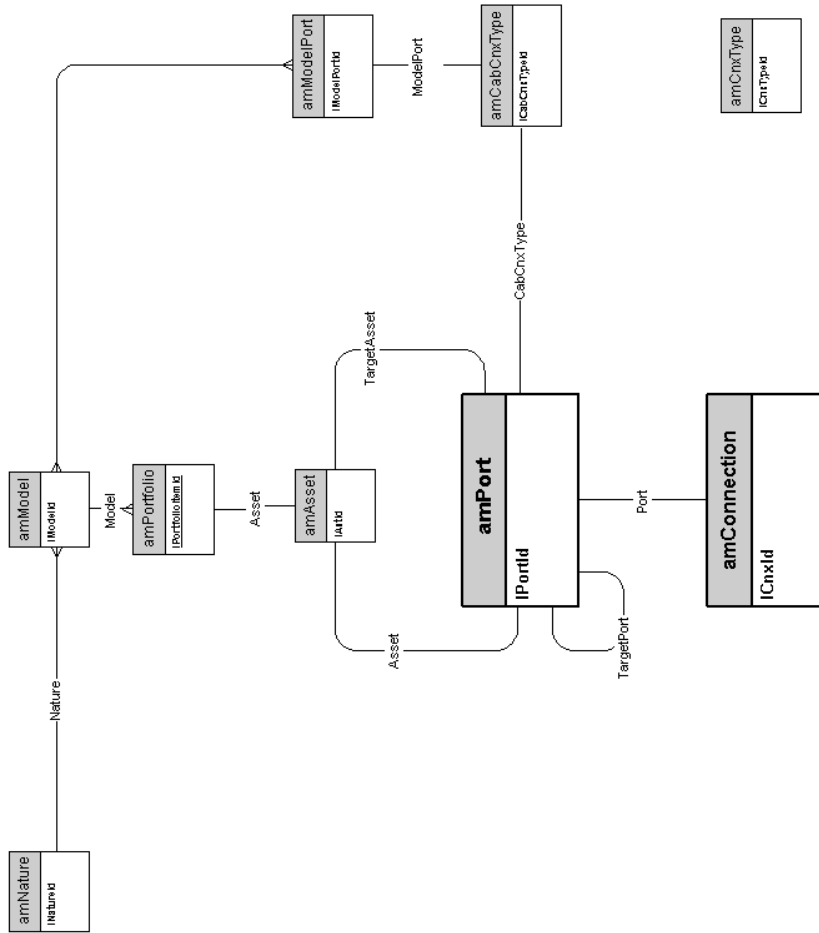 amNature
lNatureId
Nature
amModel
lModelId
Model
amPortfolio
lPortfolioItemId
Asset
amAsset
lAstId
Asset
TargetAsset
amPort
lPortId
TargetPort
Port
amConnection
lCnxId
CabCnxType
amModelPort
lModelPortId
ModelPort
amCabCnxType
lCabCnxTypeId
amCnxType
lCnxTypeId